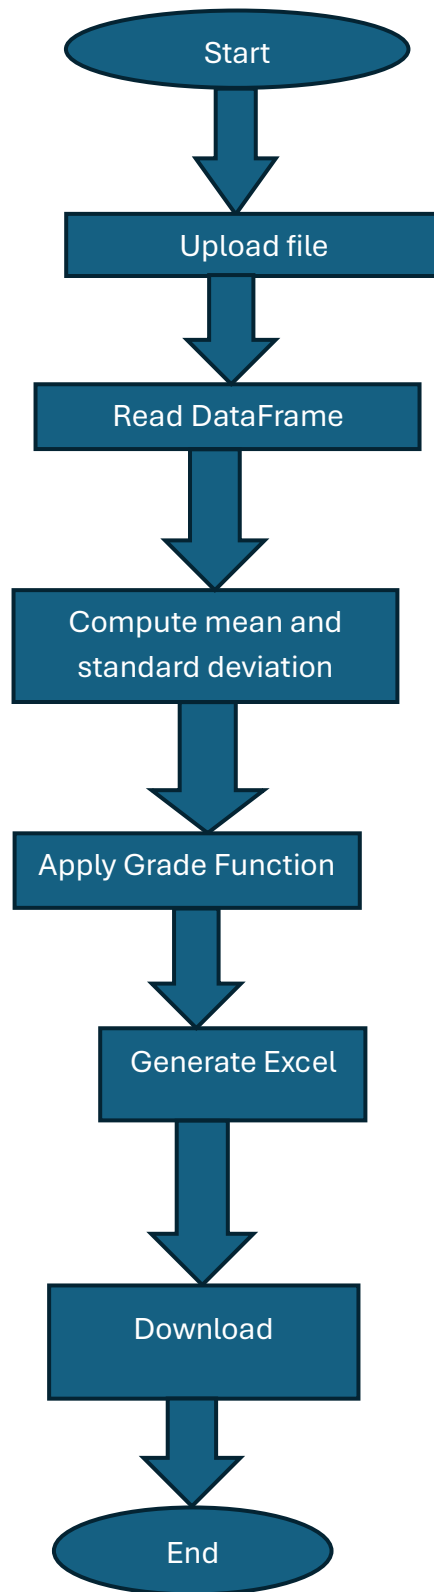 Start
Upload file
Read DataFrame
Compute mean and
standard deviation
Apply Grade Function
Generate Excel
Download
End